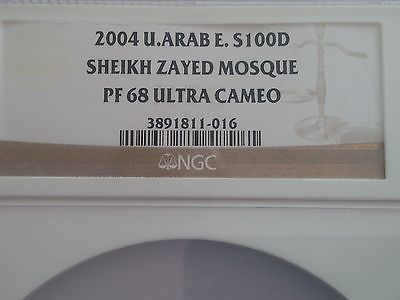 2004 U.ARAB E. S100D
SHEIKH ZAYED MOSQUE
PF 68 ULTRA CAMEO
3891811-016
NGC